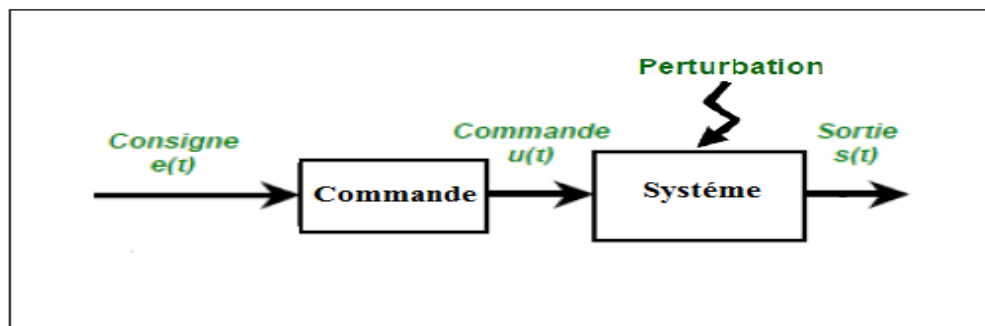 Perturbation
Consigne
e(t)
Commande
u(t)
Sortie
s(t)
Commande
Systéme